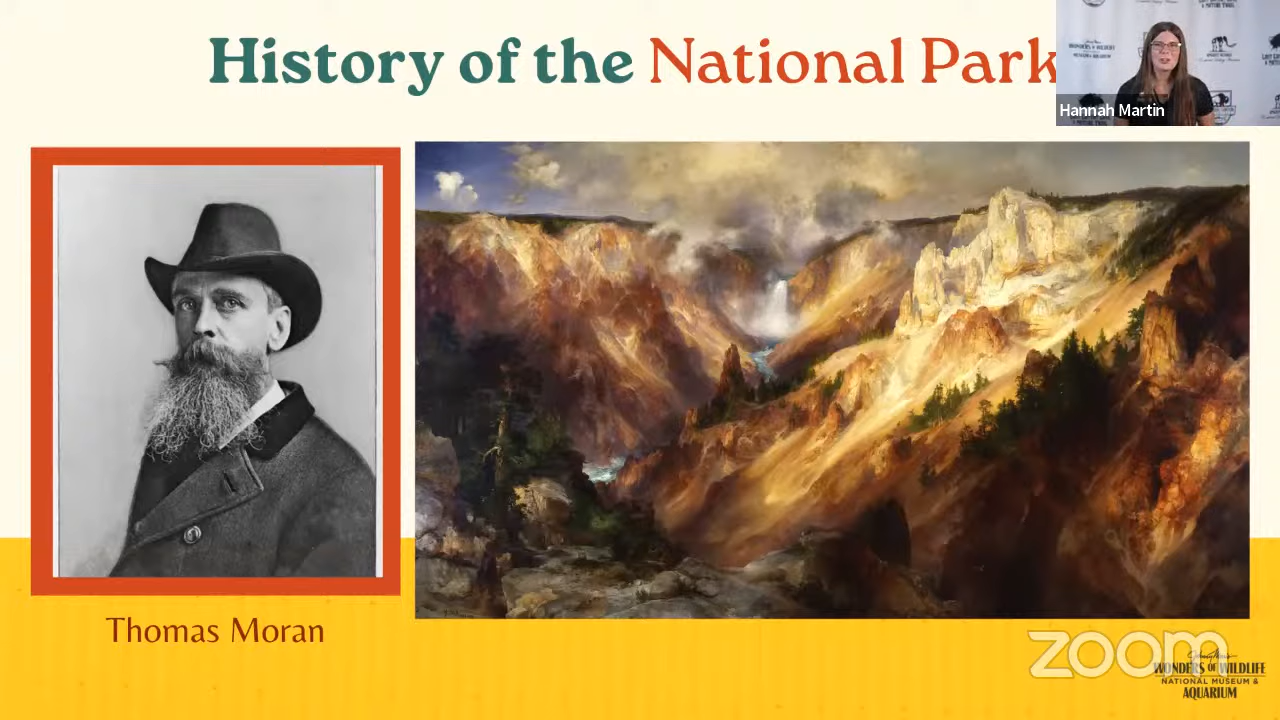 History of the National Park
Hannah Martin
Thomas Moran
zoom
WONDERS OF WILDLIFE
NATIONAL MUSEUM &
AQUARIUM